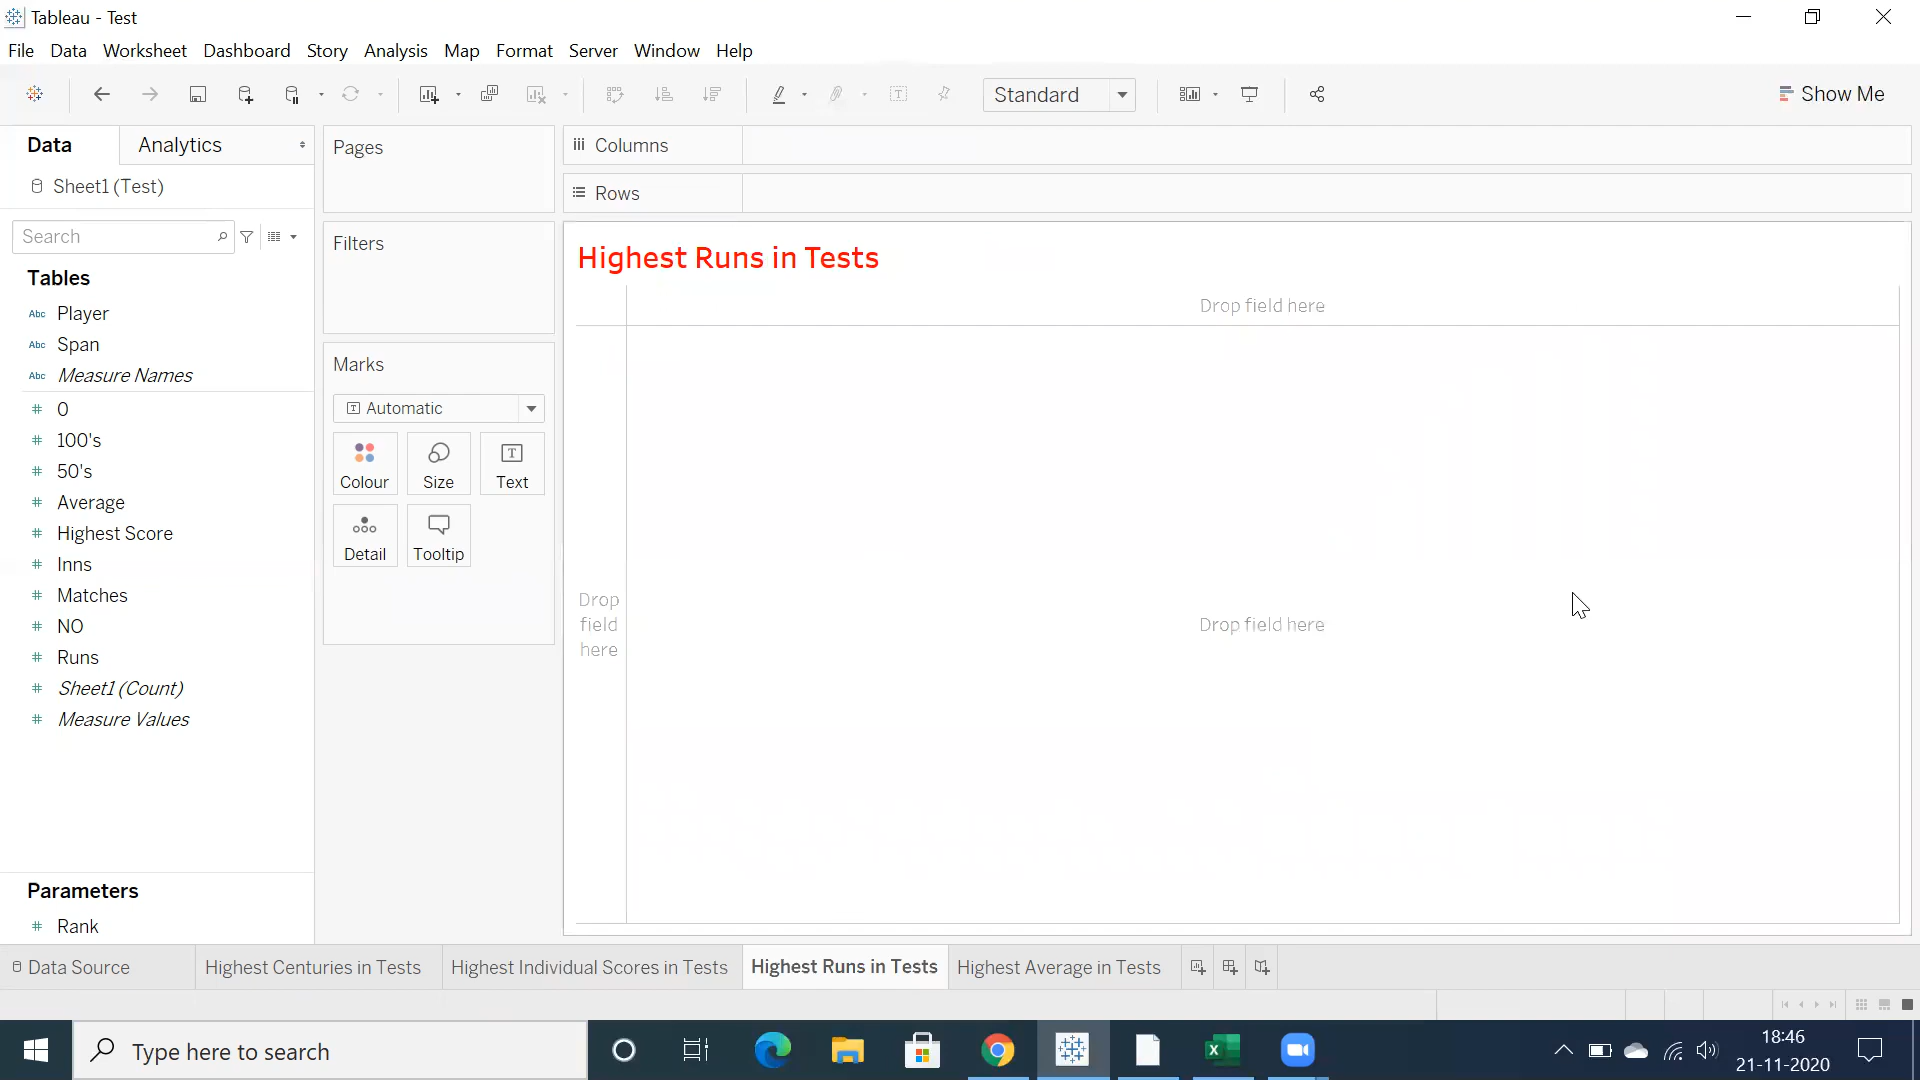 Tableau - Test
File Data Worksheet Dashboard Story Analysis Map Format Server Window Help
Standard
Show Me
Data
Analytics
Sheet1 (Test)
Search
Tables
Abc Player
Abc Span
Abc Measure Names
# 0
# 100's
# 50's
# Average
# Highest Score
# Inns
# Matches
# NO
# Runs
# Sheet1 (Count)
# Measure Values
Parameters
# Rank
Pages
Filters
Marks
Automatic
Colour Size Text
Detail Tooltip
Columns
Rows
Highest Runs in Tests
Drop field here
Drop
field
here
Drop field here
Data Source
Highest Centuries in Tests
Highest Individual Scores in Tests
Highest Runs in Tests
Highest Average in Tests
Type here to search
18:46
21-11-2020